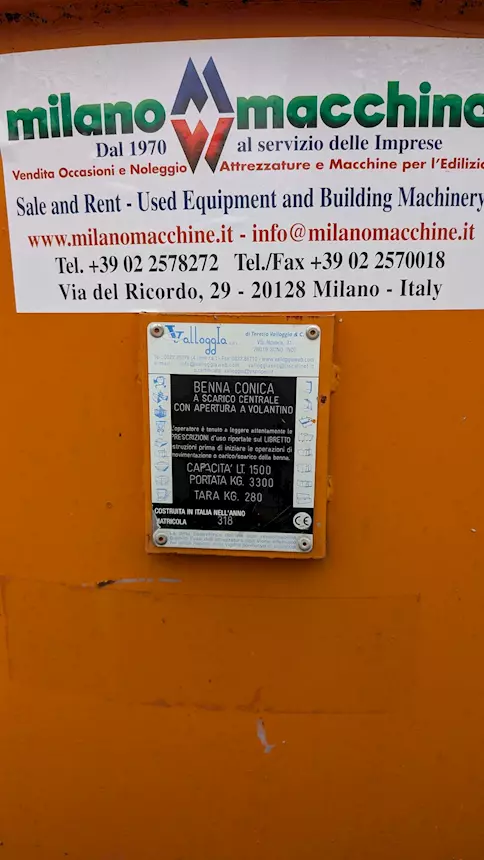 milano macchine
Dal 1970 al servizio delle Imprese
Vendita Occasioni e Noleggio Attrezzature e Macchine per l'Edilizia
Sale and Rent - Used Equipment and Building Machinery
www.milanomacchine.it - info@milanomacchine.it
Tel. +39 02 2578272 Tel./Fax +39 02 2570018
Via del Ricordo, 29 - 20128 Milano - Italy
Valloggia
BENNA CONICA
A SCARICO CENTRALE
CON APERTURA A VOLANTINO
L'operatore è tenuto a leggere attentamente le
PRESCRIZIONI d'uso riportate sul LIBRETTO
istruzioni prima di iniziare le operazioni di
movimentazione e carico/scarico della benna.
CAPACITA' LT. 1500
PORTATA KG. 3300
TARA KG. 280
COSTRUITA IN ITALIA NELL'ANNO
MATRICOLA 318
CE